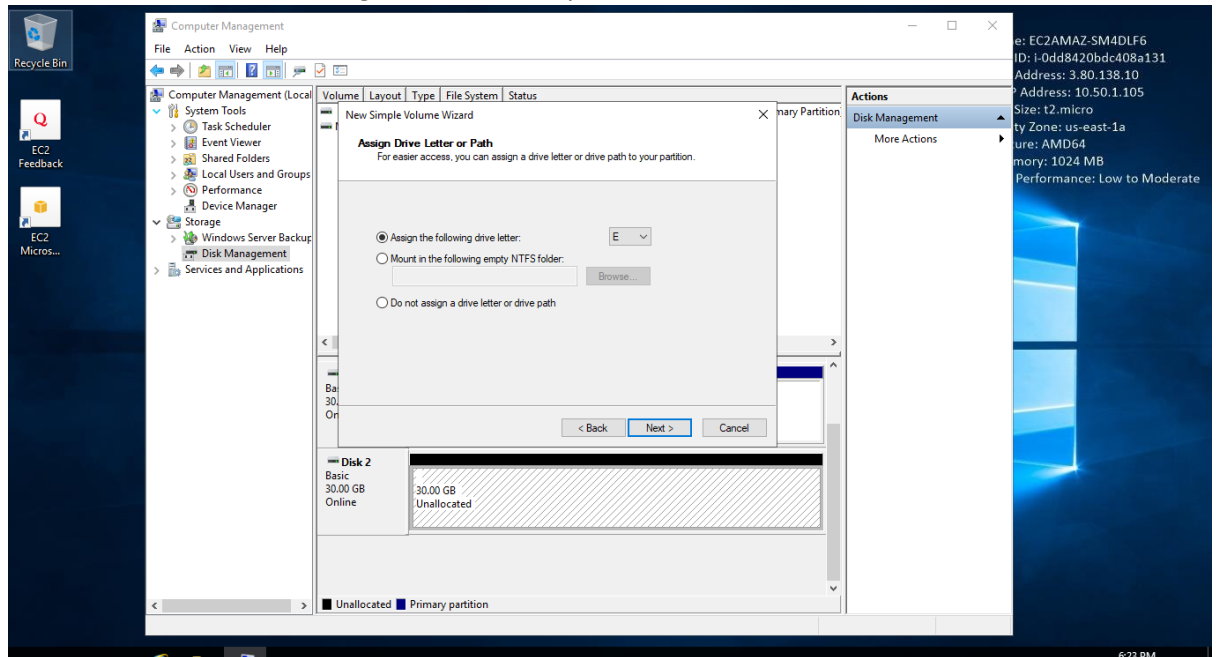 Recycle Bin
EC2
Feedback
EC2
Micros...
Computer Management
File Action View Help
Computer Management (Local
System Tools
Task Scheduler
Event Viewer
Shared Folders
Local Users and Groups
Performance
Device Manager
Storage
Windows Server Backup
Disk Management
Services and Applications
Volume Layout Type File System Status
mary Partition
New Simple Volume Wizard
Assign Drive Letter or Path
For easier access, you can assign a drive letter or drive path to your partition.
Assign the following drive letter: E
Mount in the following empty NTFS folder:
Browse...
Do not assign a drive letter or drive path
< Back Next > Cancel
Ba
30.
Or
Disk 2
Basic
30.00 GB
Online
30.00 GB
Unallocated
Unallocated Primary partition
Actions
Disk Management
More Actions
e: EC2AMAZ-SM4DLF6
ID: i-0dd8420bdc408a131
Address: 3.80.138.10
Address: 10.50.1.105
Size: t2.micro
ty Zone: us-east-1a
ure: AMD64
mory: 1024 MB
Performance: Low to Moderate
6:23 PM